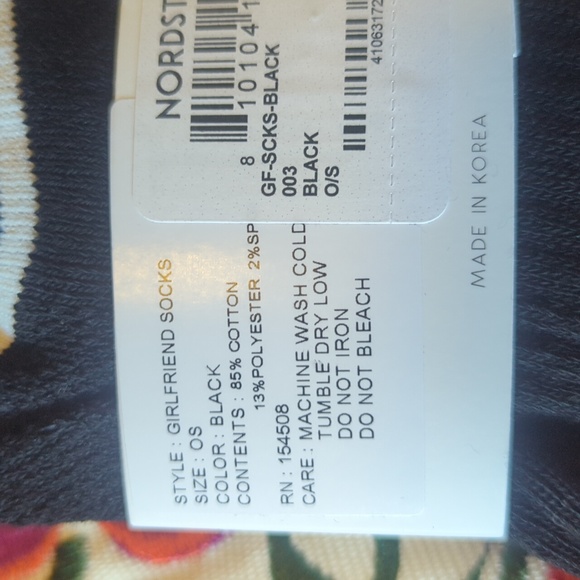 NORDST
8 10104 1
GF-SCKS-BLACK
003
BLACK
O/S
41063172
STYLE : GIRLFRIEND SOCKS
SIZE : OS
COLOR : BLACK
CONTENTS : 85% COTTON
13%POLYESTER 2%SP
RN : 154508
CARE : MACHINE WASH COLD
TUMBLE DRY LOW
DO NOT IRON
DO NOT BLEACH
MADE IN KOREA